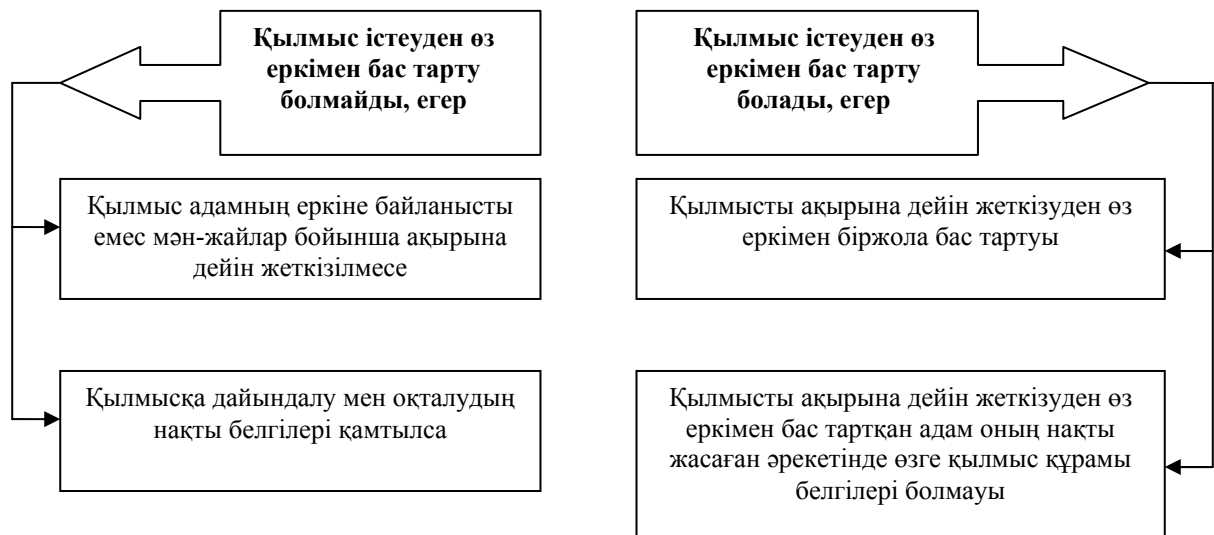 Қылмыс істеуден өз
еркімен бас тарту
болмайды, егер
Қылмыс адамның еркіне байланысты
емес мән-жайлар бойынша ақырына
дейін жеткізілмесе
Қылмысқа дайындалу мен оқталудың
нақты белгілері қамтылса
Қылмыс істеуден өз
еркімен бас тарту
болады, егер
Қылмысты ақырына дейін жеткізуден өз
еркімен біржола бас тартуы
Қылмысты ақырына дейін жеткізуден өз
еркімен бас тартқан адам оның нақты
жасаған әрекетінде өзге қылмыс құрамы
белгілері болмауы